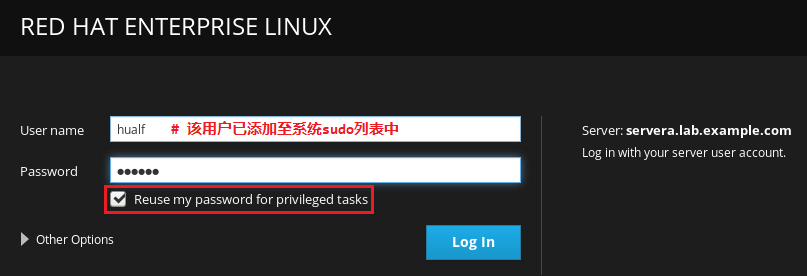 RED HAT ENTERPRISE LINUX
User name hualf # 该用户已添加至系统sudo列表中
Password ●●●●●●
Reuse my password for privileged tasks
Other Options
Log In
Server: servera.lab.example.com
Log in with your server user account.